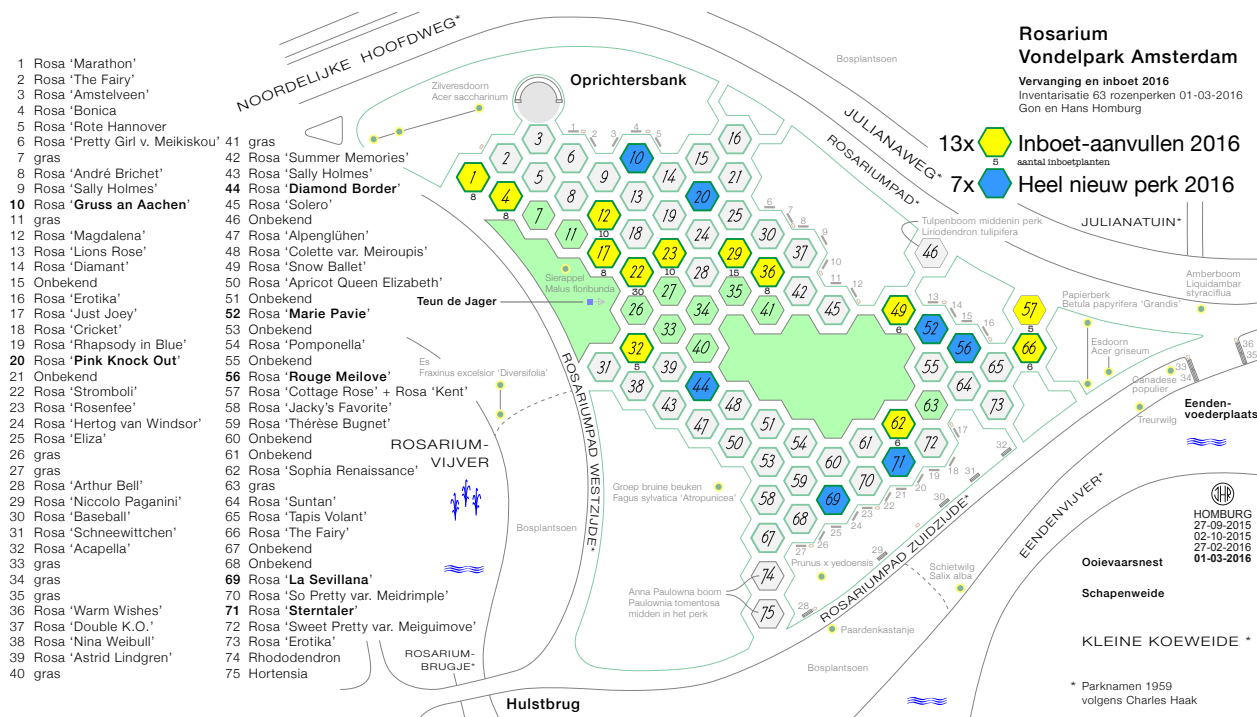 Rosarium
Vondelpark Amsterdam
Vervanging en inboet 2016
Inventarisatie 63 rozenperken 01-03-2016
Gon en Hans Homburg
13x Inboet-aanvullen 2016
5 aantal inboetplanten
7x Heel nieuw perk 2016
1 Rosa ‘Marathon’
2 Rosa ‘The Fairy’
3 Rosa ‘Amstelveen’
4 Rosa ‘Bonica
5 Rosa ‘Rote Hannover
6 Rosa ‘Pretty Girl v. Meikiskou’
7 gras
8 Rosa ‘André Brichet’
9 Rosa ‘Sally Holmes’
10 Rosa ‘Gruss an Aachen’
11 gras
12 Rosa ‘Magdalena’
13 Rosa ‘Lions Rose’
14 Rosa ‘Diamant’
15 Onbekend
16 Rosa ‘Erotika’
17 Rosa ‘Just Joey’
18 Rosa ‘Cricket’
19 Rosa ‘Rhapsody in Blue’
20 Rosa ‘Pink Knock Out’
21 Onbekend
22 Rosa ‘Stromboli’
23 Rosa ‘Rosenfee’
24 Rosa ‘Hertog van Windsor’
25 Rosa ‘Eliza’
26 gras
27 gras
28 Rosa ‘Arthur Bell’
29 Rosa ‘Niccolo Paganini’
30 Rosa ‘Baseball’
31 Rosa ‘Schneewittchen’
32 Rosa ‘Acapella’
33 gras
34 gras
35 gras
36 Rosa ‘Warm Wishes’
37 Rosa ‘Double K.O.’
38 Rosa ‘Nina Weibull’
39 Rosa ‘Astrid Lindgren’
40 gras
41 gras
42 Rosa ‘Summer Memories’
43 Rosa ‘Sally Holmes’
44 Rosa ‘Diamond Border’
45 Rosa ‘Solero’
46 Onbekend
47 Rosa ‘Alpenglühen’
48 Rosa ‘Colette var. Meiroupis’
49 Rosa ‘Snow Ballet’
50 Rosa ‘Apricot Queen Elizabeth’
51 Onbekend
52 Rosa ‘Marie Pavie’
53 Onbekend
54 Rosa ‘Pomponella’
55 Onbekend
56 Rosa ‘Rouge Meilove’
57 Rosa ‘Cottage Rose’ + Rosa ‘Kent’
58 Rosa ‘Jacky’s Favorite’
59 Rosa ‘Thérèse Bugnet’
60 Onbekend
61 Onbekend
62 Rosa ‘Sophia Renaissance’
63 gras
64 Rosa ‘Suntan’
65 Rosa ‘Tapis Volant’
66 Rosa ‘The Fairy’
67 Onbekend
68 Onbekend
69 Rosa ‘La Sevillana’
70 Rosa ‘So Pretty var. Meidrimple’
71 Rosa ‘Sterntaler’
72 Rosa ‘Sweet Pretty var. Meiguimove’
73 Rosa ‘Erotika’
74 Rhododendron
75 Hortensia
NOORDELIJKE HOOFDWEG*
Oprichtersbank
Zilveresdoorn
Acer saccharinum
Bosplantsoen
JULIANAWEG*
ROSARIUMPAD*
JULIANATUIN*
Tulpenboom middenin perk
Liriodendron tulipifera
Amberboom
Liquidambar
styraciflua
Papierberk
Betula papyrifera ‘Grandis’
Esdoorn
Acer griseum
Canadese
populier
Treurwilg
Eenden-
voederplaats
Sierappel
Malus floribunda
Teun de Jager
Es
Fraxinus excelsior ‘Diversifolia’
ROSARIUM-
VIJVER
ROSARIUMPAD WESTZIJDE*
Bosplantsoen
Groep bruine beuken
Fagus sylvatica ‘Atropunicea’
Anna Paulowna boom
Paulownia tomentosa
midden in het perk
Prunus x yedoensis
ROSARIUMPAD ZUIDZIJDE*
EENDENVIJVER*
Schietwilg
Salix alba
Paardenkastanje
Bosplantsoen
ROSARIUM-
BRUGJE*
Hulstbrug
JHR
HOMBURG
27-09-2015
02-10-2015
27-02-2016
01-03-2016
Ooievaarsnest
Schapenweide
KLEINE KOEWEIDE *
* Parknamen 1959
volgens Charles Haak